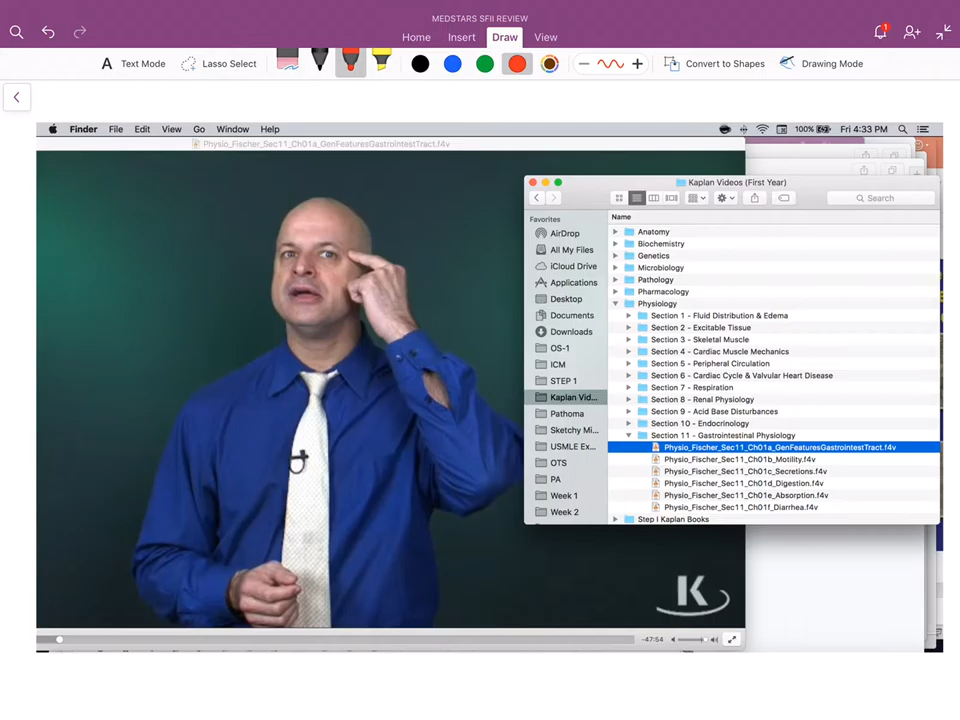 MEDSTARS SFII REVIEW
Home Insert Draw View
1
A Text Mode Lasso Select Convert to Shapes Drawing Mode
Finder File Edit View Go Window Help 100% Fri 4:33 PM
Physio_Fischer_Sec11_Ch01a_GenFeaturesGastrointestTract.f4v
Kaplan Videos (First Year)
Search
Favorites
AirDrop
All My Files
iCloud Drive
Applications
Desktop
Documents
Downloads
OS-1
ICM
STEP 1
Kaplan Vid...
Pathoma
Sketchy Mi...
USMLE Ex...
OTS
PA
Week 1
Week 2
Name
Anatomy
Biochemistry
Genetics
Microbiology
Pathology
Pharmacology
Physiology
Section 1 - Fluid Distribution & Edema
Section 2 - Excitable Tissue
Section 3 - Skeletal Muscle
Section 4 - Cardiac Muscle Mechanics
Section 5 - Peripheral Circulation
Section 6 - Cardiac Cycle & Valvular Heart Disease
Section 7 - Respiration
Section 8 - Renal Physiology
Section 9 - Acid Base Disturbances
Section 10 - Endocrinology
Section 11 - Gastrointestinal Physiology
Physio_Fischer_Sec11_Ch01a_GenFeaturesGastrointestTract.f4v
Physio_Fischer_Sec11_Ch01b_Motility.f4v
Physio_Fischer_Sec11_Ch01c_Secretions.f4v
Physio_Fischer_Sec11_Ch01d_Digestion.f4v
Physio_Fischer_Sec11_Ch01e_Absorption.f4v
Physio_Fischer_Sec11_Ch01f_Diarrhea.f4v
Step I Kaplan Books
K
-47:54